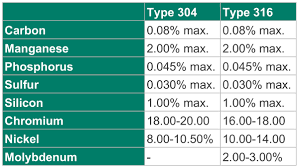 Type 304 Type 316
Carbon 0.08% max. 0.08% max.
Manganese 2.00% max. 2.00% max.
Phosphorus 0.045% max. 0.045% max.
Sulfur 0.030% max. 0.030% max.
Silicon 1.00% max. 1.00% max.
Chromium 18.00-20.00 16.00-18.00
Nickel 8.00-10.50% 10.00-14.00
Molybdenum - 2.00-3.00%